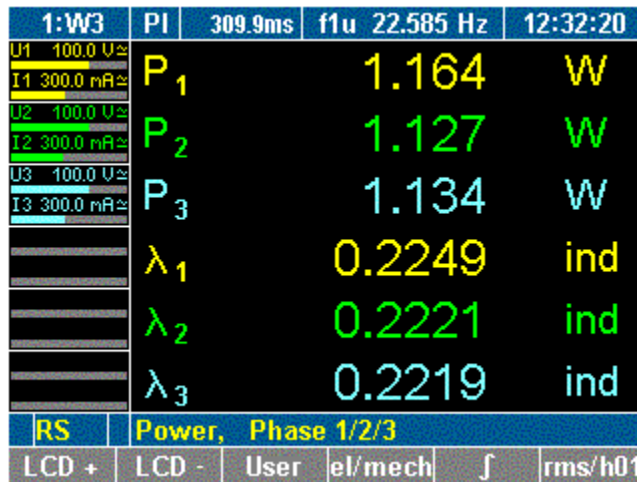 1:W3 PI 309.9ms f1u 22.585 Hz 12:32:20
U1 100.0 V≃
I1 300.0 mA≃
P1 1.164 W
U2 100.0 V≃
I2 300.0 mA≃
P2 1.127 W
U3 100.0 V≃
I3 300.0 mA≃
P3 1.134 W
λ1 0.2249 ind
λ2 0.2221 ind
λ3 0.2219 ind
RS Power, Phase 1/2/3
LCD + LCD - User el/mech ∫ rms/h01